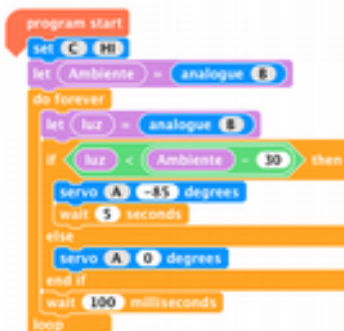 program start
set C HI
let Ambiente = analogue B
do forever
let luz = analogue B
if luz < Ambiente - 30 then
servo A -85 degrees
wait 5 seconds
else
servo A 0 degrees
end if
wait 100 milliseconds
loop